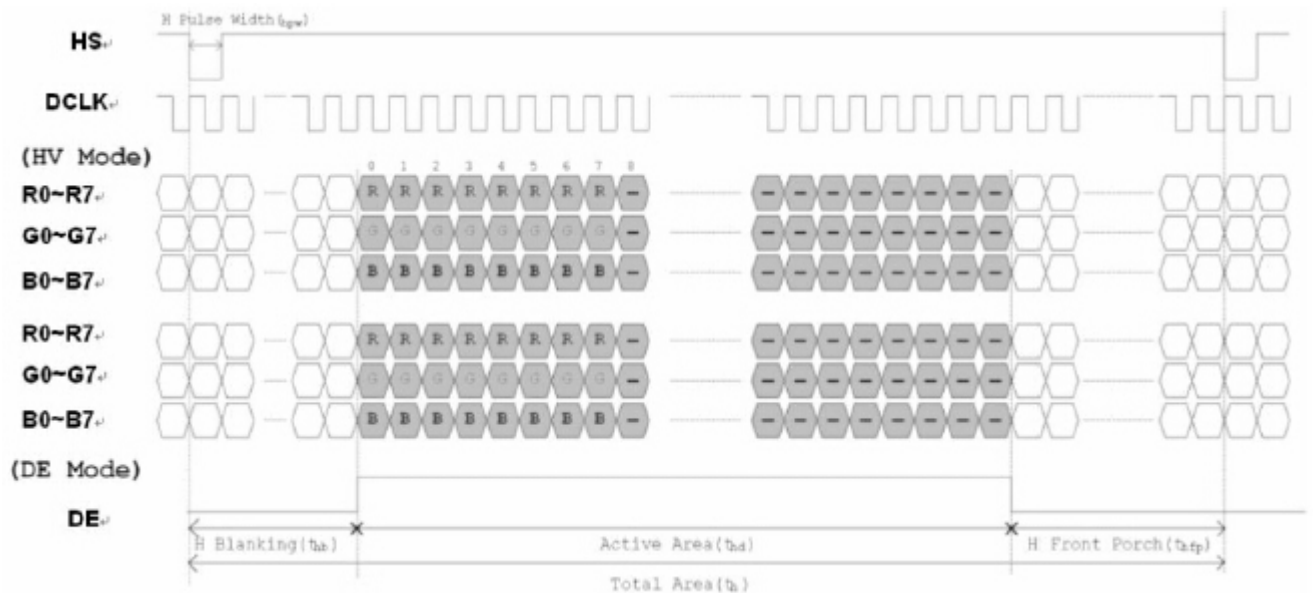 H Pulse Width(thpw)
HS
DCLK
(HV Mode)
0 1 2 3 4 5 6 7 8
R0~R7 R R R R R R R R - - - - - - - - -
G0~G7 G G G G G G G G - - - - - - - - -
B0~B7 B B B B B B B B - - - - - - - - -
R0~R7 R R R R R R R R - - - - - - - - -
G0~G7 G G G G G G G G - - - - - - - - -
B0~B7 B B B B B B B B - - - - - - - - -
(DE Mode)
DE
H Blanking(thb) Active Area(thd) H Front Porch(thfp)
Total Area(th)